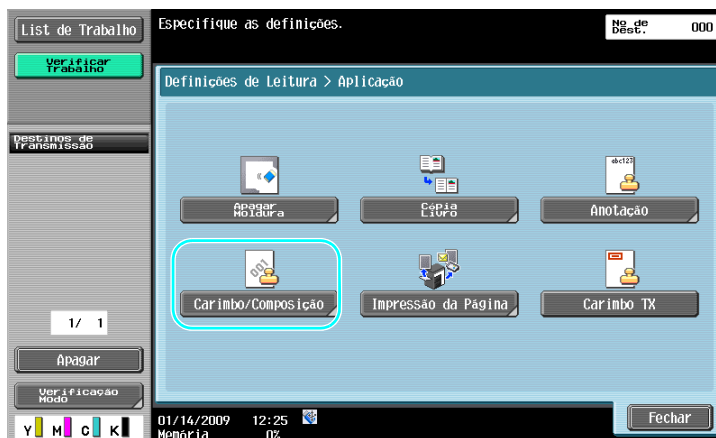 List de Trabalho
Especifique as definições.
Nº de
Dest.
000
Verificar
Trabalho
Definições de Leitura > Aplicação
Destinos de
Transmissão
abc123
Apagar
Moldura
Cópia
Livro
Anotação
001
Carimbo/Composição
Impressão da Página
Carimbo TX
1/ 1
Apagar
Verificação
Modo
Fechar
Y M C K
01/14/2009 12:25
Memória 0%